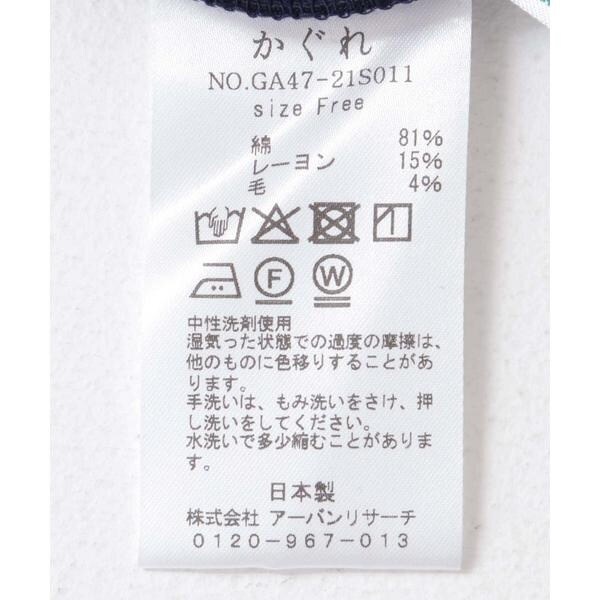 かぐれ
NO.GA47-21S011
size Free
綿 81%
レーヨン 15%
毛 4%
F W
中性洗剤使用
湿気った状態での過度の摩擦は、
他のものに色移りすることがあ
ります。
手洗いは、もみ洗いをさけ、押
し洗いをしてください。
水洗いで多少縮むことがありま
す。
日本製
株式会社 アーバンリサーチ
0120-967-013